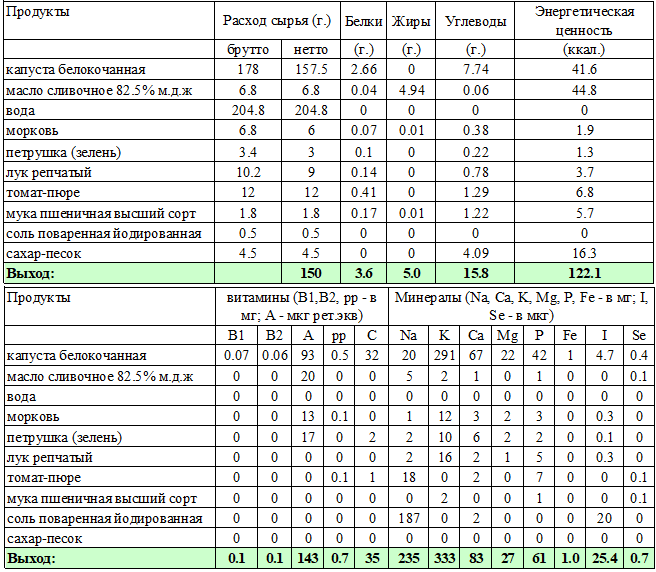 Продукты Расход сырья (г.) Белки Жиры Углеводы Энергетическая
ценность
брутто нетто (г.) (г.) (г.) (ккал.)
капуста белокочанная 178 157.5 2.66 0 7.74 41.6
масло сливочное 82.5% м.д.ж 6.8 6.8 0.04 4.94 0.06 44.8
вода 204.8 204.8 0 0 0 0
морковь 6.8 6 0.07 0.01 0.38 1.9
петрушка (зелень) 3.4 3 0.1 0 0.22 1.3
лук репчатый 10.2 9 0.14 0 0.78 3.7
томат-пюре 12 12 0.41 0 1.29 6.8
мука пшеничная высший сорт 1.8 1.8 0.17 0.01 1.22 5.7
соль поваренная йодированная 0.5 0.5 0 0 0 0
сахар-песок 4.5 4.5 0 0 4.09 16.3
Выход: 150 3.6 5.0 15.8 122.1
Продукты витамины (B1,B2, pp - в Минералы (Na, Ca, K, Mg, P, Fe - в мг; I,
мг; A - мкг рет.экв) Se - в мкг)
B1 B2 A pp C Na K Ca Mg P Fe I Se
капуста белокочанная 0.07 0.06 93 0.5 32 20 291 67 22 42 1 4.7 0.4
масло сливочное 82.5% м.д.ж 0 0 20 0 0 5 2 1 0 1 0 0 0.1
вода 0 0 0 0 0 0 0 0 0 0 0 0 0
морковь 0 0 13 0.1 0 1 12 3 2 3 0 0.3 0
петрушка (зелень) 0 0 17 0 2 2 10 6 2 2 0 0.1 0
лук репчатый 0 0 0 0 0 2 16 2 1 5 0 0.3 0
томат-пюре 0 0 0 0.1 1 18 0 2 0 7 0 0 0.1
мука пшеничная высший сорт 0 0 0 0 0 0 2 0 0 1 0 0 0.1
соль поваренная йодированная 0 0 0 0 0 187 0 2 0 0 0 20 0
сахар-песок 0 0 0 0 0 0 0 0 0 0 0 0 0
Выход: 0.1 0.1 143 0.7 35 235 333 83 27 61 1.0 25.4 0.7